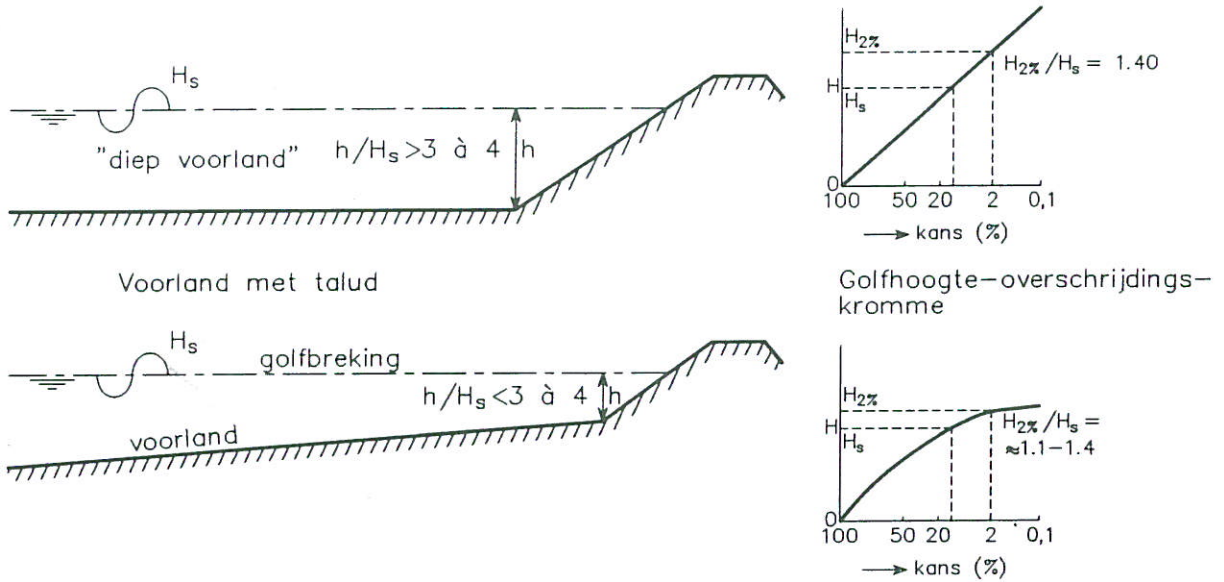 H_s
"diep voorland" h/H_s>3 à 4 h
H_2%
H
H_s
0
H_2%/H_s = 1.40
100 50 20 2 0,1
→ kans (%)
Voorland met talud
Golfhoogte-overschrijdings-
kromme
H_s
golfbreking
h/H_s<3 à 4 h
voorland
H_2%
H
H_s
0
H_2%/H_s =
≈1.1-1.4
100 50 20 2 0,1
→ kans (%)